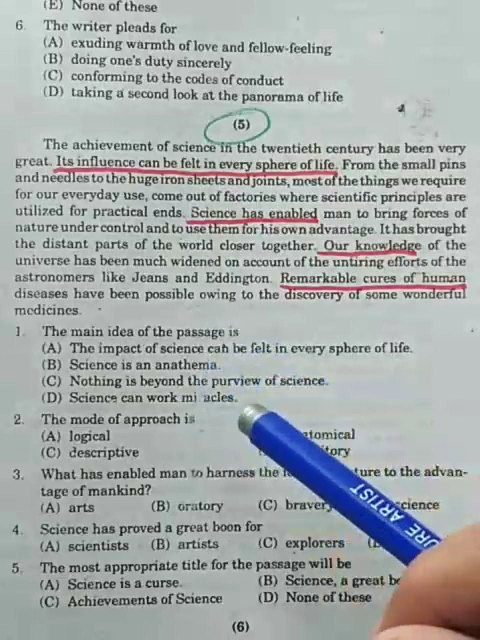 (E) None of these
6. The writer pleads for
(A) exuding warmth of love and fellow-feeling
(B) doing one's duty sincerely
(C) conforming to the codes of conduct
(D) taking a second look at the panorama of life
(5)
The achievement of science in the twentieth century has been very
great. Its influence can be felt in every sphere of life. From the small pins
and needles to the huge iron sheets and joints, most of the things we require
for our everyday use, come out of factories where scientific principles are
utilized for practical ends. Science has enabled man to bring forces of
nature under control and to use them for his own advantage. It has brought
the distant parts of the world closer together. Our knowledge of the
universe has been much widened on account of the untiring efforts of the
astronomers like Jeans and Eddington. Remarkable cures of human
diseases have been possible owing to the discovery of some wonderful
medicines.
1. The main idea of the passage is
(A) The impact of science can be felt in every sphere of life.
(B) Science is an anathema.
(C) Nothing is beyond the purview of science.
(D) Science can work mi acles.
2. The mode of approach is
(A) logical tomical
(C) descriptive tory
3. What has enabled man to harness the ture to the advan-
tage of mankind?
(A) arts (B) oratory (C) bravery cience
4. Science has proved a great boon for
(A) scientists (B) artists (C) explorers
5. The most appropriate title for the passage will be
(A) Science is a curse. (B) Science, a great b
(C) Achievements of Science (D) None of these
(6)
URE ARTIST